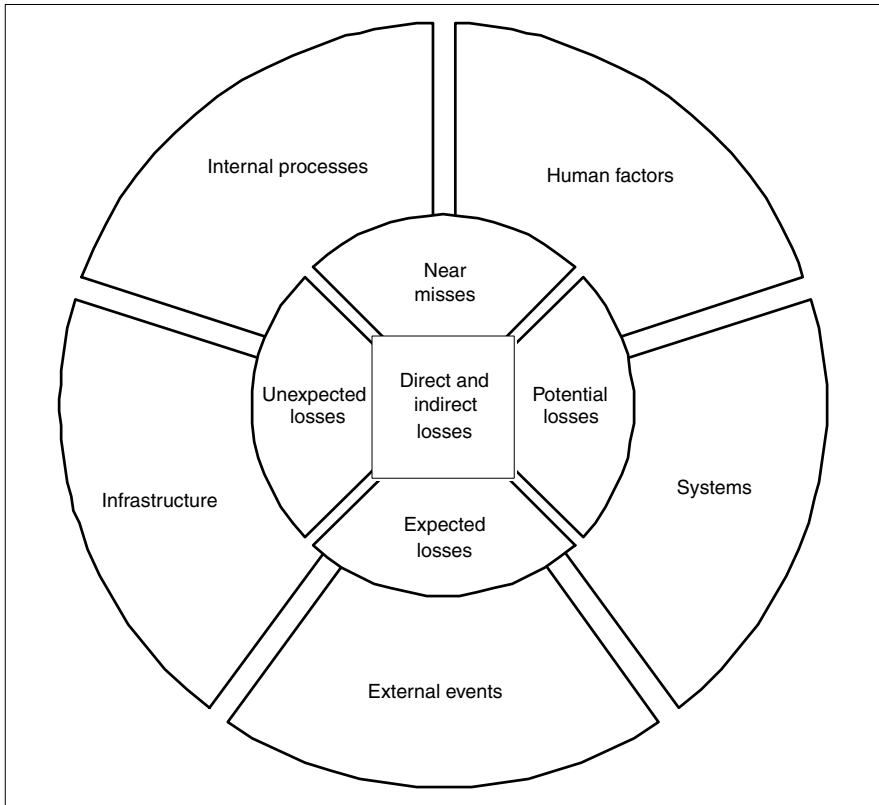 Internal processes
Human factors
Near
misses
Unexpected
losses
Direct and
indirect
losses
Potential
losses
Infrastructure
Systems
Expected
losses
External events